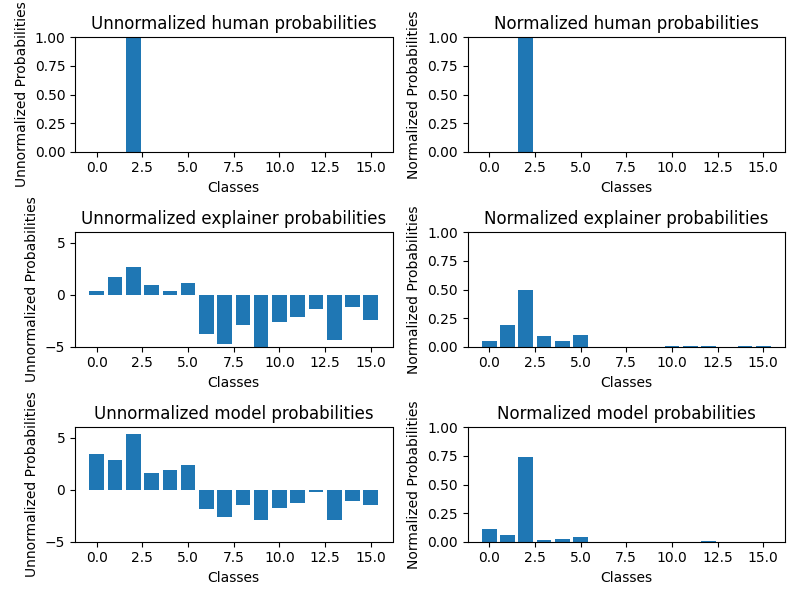 Unnormalized human probabilities
Unnormalized Probabilities
1.00
0.75
0.50
0.25
0.00
0.0 2.5 5.0 7.5 10.0 12.5 15.0
Classes
Normalized human probabilities
Normalized Probabilities
1.00
0.75
0.50
0.25
0.00
0.0 2.5 5.0 7.5 10.0 12.5 15.0
Classes
Unnormalized explainer probabilities
Unnormalized Probabilities
5
0
−5
0.0 2.5 5.0 7.5 10.0 12.5 15.0
Classes
Normalized explainer probabilities
Normalized Probabilities
1.00
0.75
0.50
0.25
0.00
0.0 2.5 5.0 7.5 10.0 12.5 15.0
Classes
Unnormalized model probabilities
Unnormalized Probabilities
5
0
−5
0.0 2.5 5.0 7.5 10.0 12.5 15.0
Classes
Normalized model probabilities
Normalized Probabilities
1.00
0.75
0.50
0.25
0.00
0.0 2.5 5.0 7.5 10.0 12.5 15.0
Classes